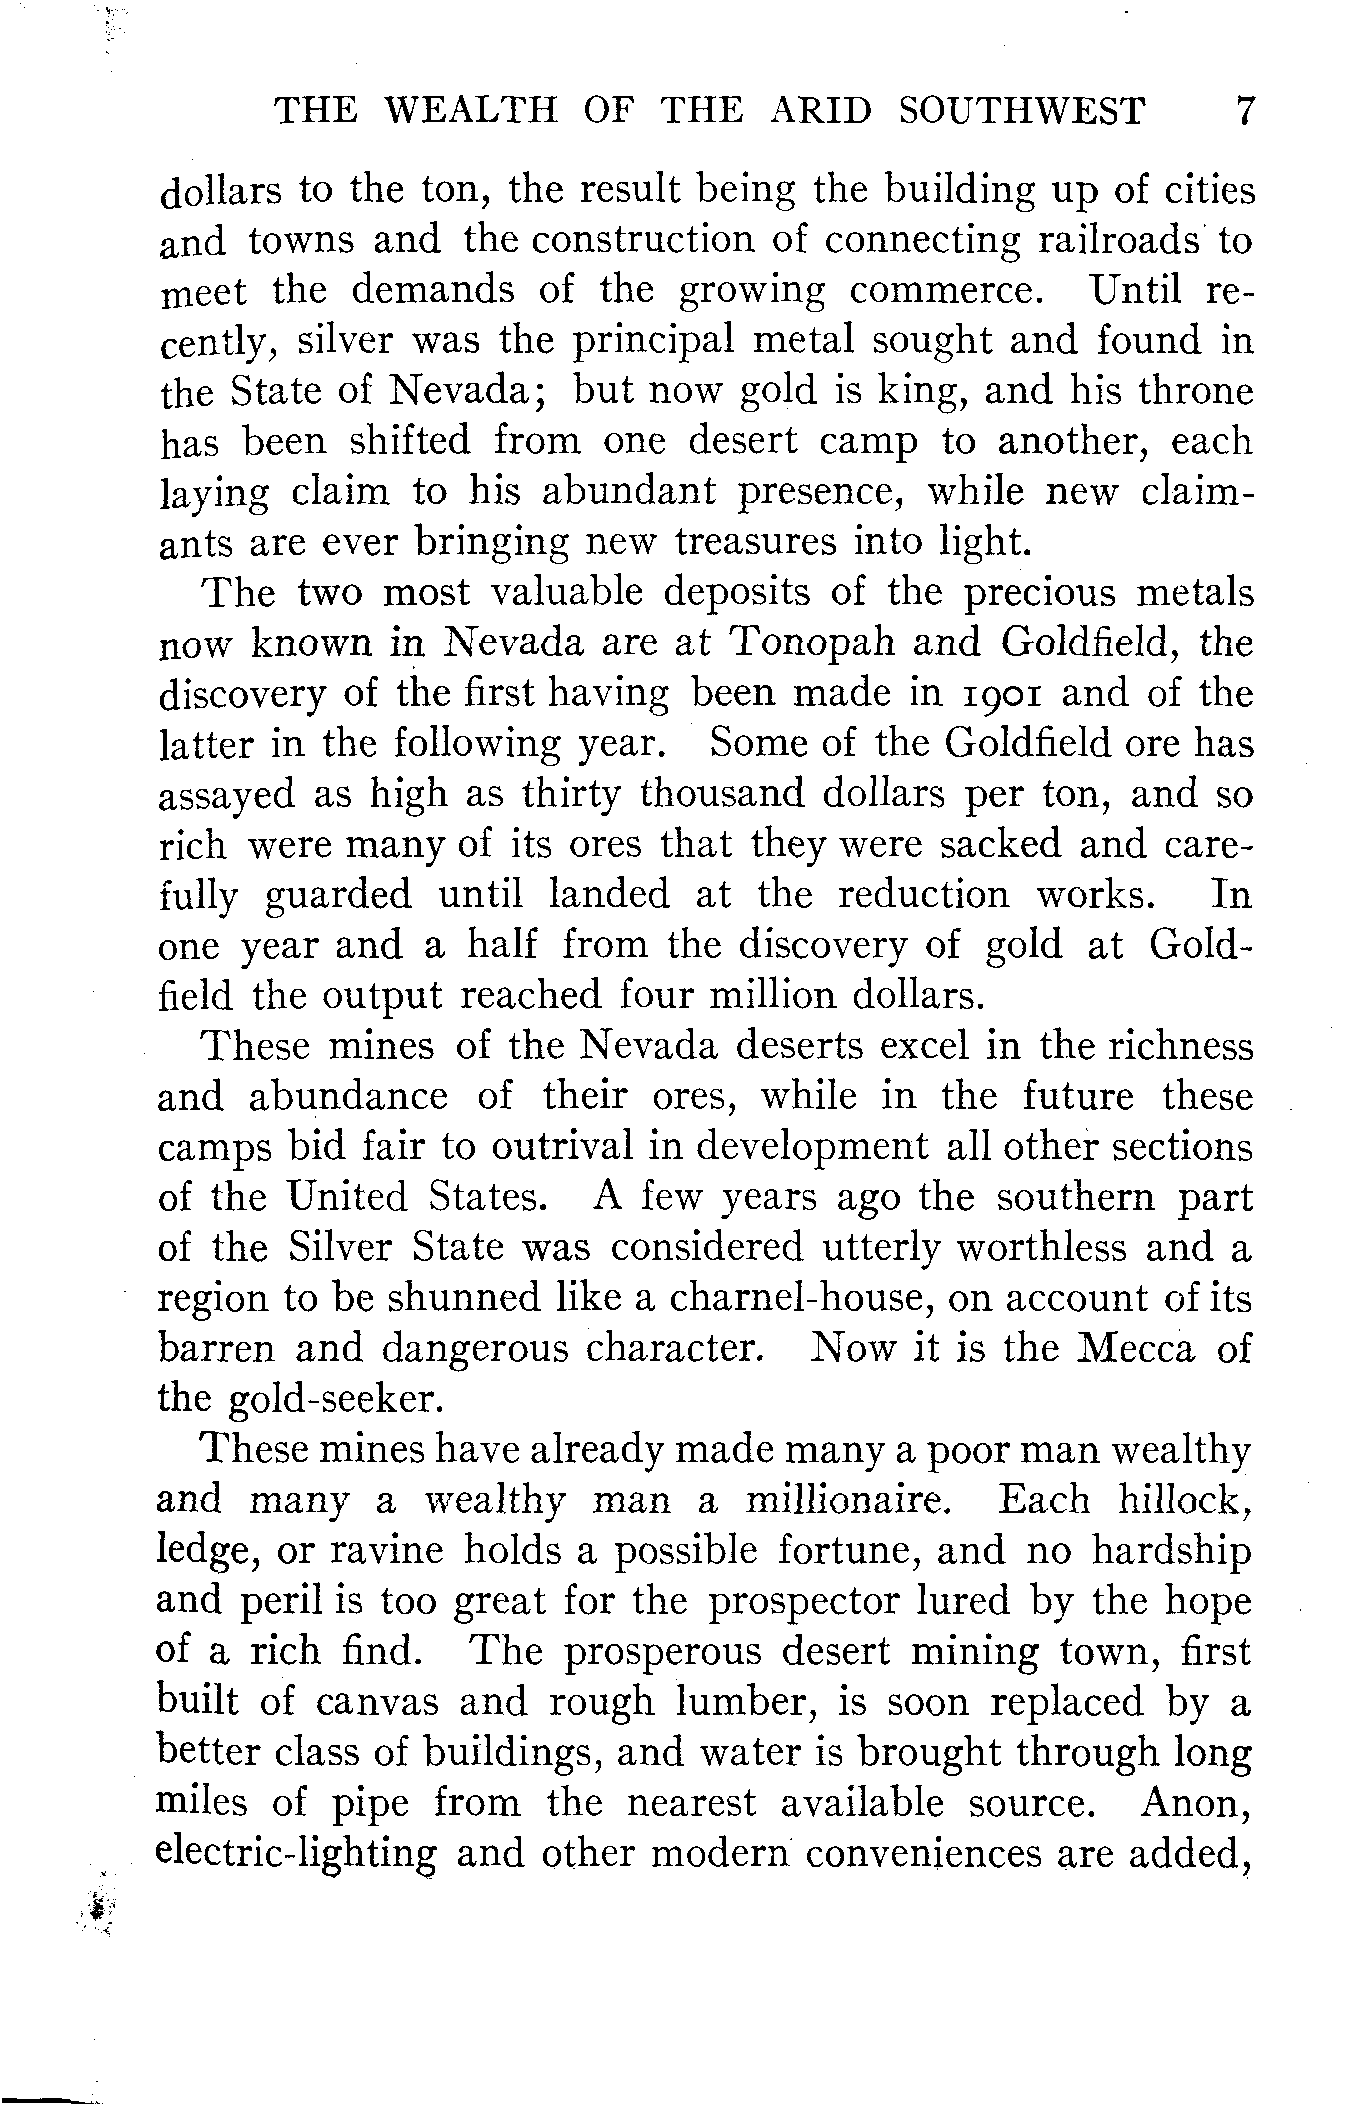 THE WEALTH OF THE ARID SOUTHWEST 7
dollars to the ton, the result being the building up of cities
and towns and the construction of connecting railroads to
meet the demands of the growing commerce. Until re-
cently, silver was the principal metal sought and found in
the State of Nevada; but now gold is king, and his throne
has been shifted from one desert camp to another, each
laying claim to his abundant presence, while new claim-
ants are ever bringing new treasures into light.
The two most valuable deposits of the precious metals
now known in Nevada are at Tonopah and Goldfield, the
discovery of the first having been made in 1901 and of the
latter in the following year. Some of the Goldfield ore has
assayed as high as thirty thousand dollars per ton, and so
rich were many of its ores that they were sacked and care-
fully guarded until landed at the reduction works. In
one year and a half from the discovery of gold at Gold-
field the output reached four million dollars.
These mines of the Nevada deserts excel in the richness
and abundance of their ores, while in the future these
camps bid fair to outrival in development all other sections
of the United States. A few years ago the southern part
of the Silver State was considered utterly worthless and a
region to be shunned like a charnel-house, on account of its
barren and dangerous character. Now it is the Mecca of
the gold-seeker.
These mines have already made many a poor man wealthy
and many a wealthy man a millionaire. Each hillock,
ledge, or ravine holds a possible fortune, and no hardship
and peril is too great for the prospector lured by the hope
of a rich find. The prosperous desert mining town, first
built of canvas and rough lumber, is soon replaced by a
better class of buildings, and water is brought through long
miles of pipe from the nearest available source. Anon,
electric-lighting and other modern conveniences are added,